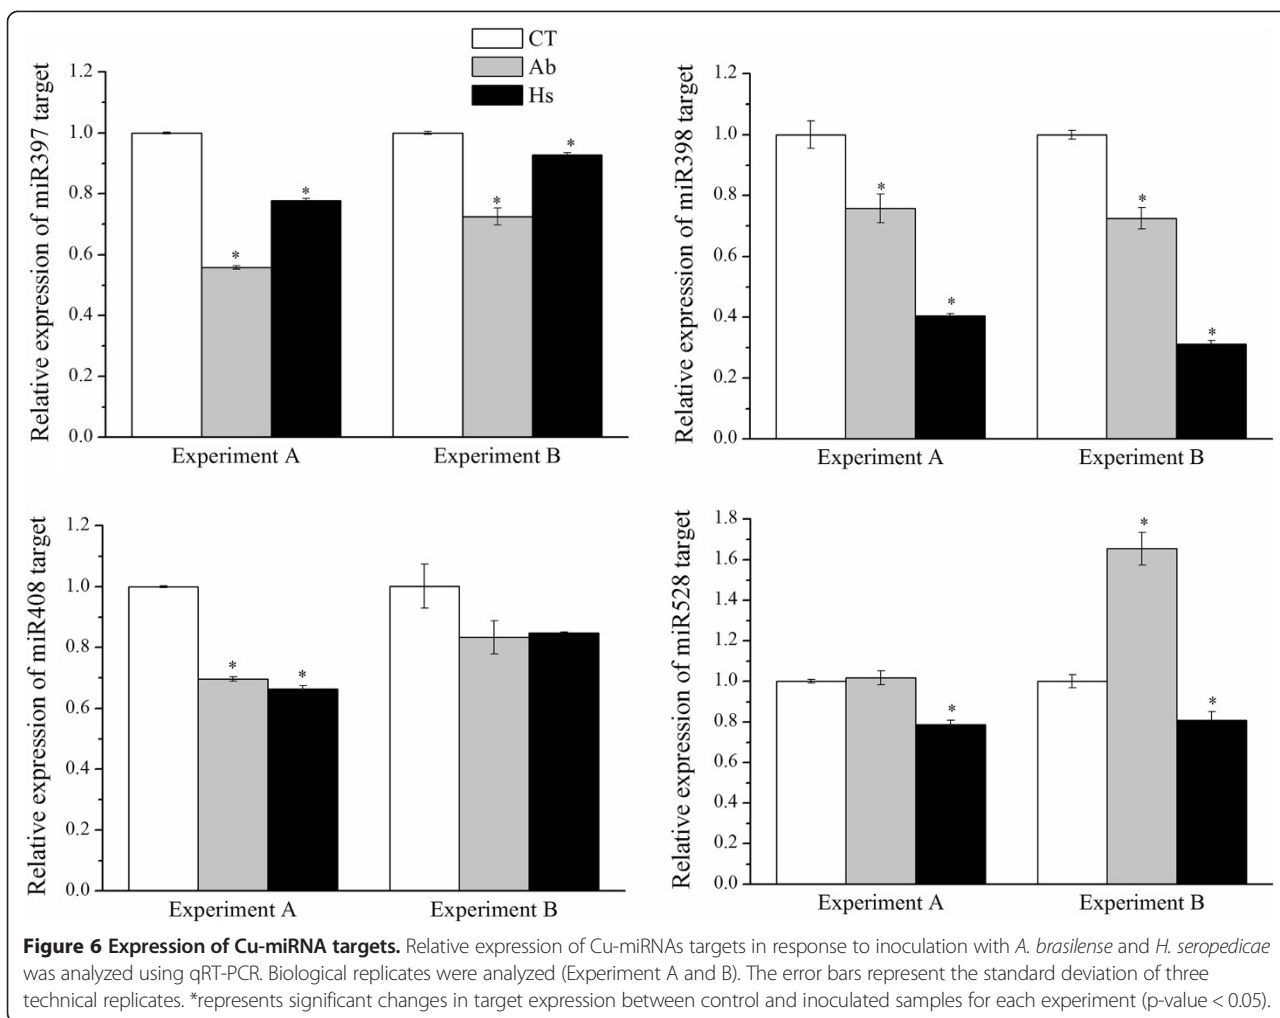 CT
Ab
Hs
Relative expression of miR397 target
1.2
1.0
0.8
0.6
0.4
0.2
0.0
*
*
*
*
Experiment A
Experiment B
Relative expression of miR398 target
1.2
1.0
0.8
0.6
0.4
0.2
0.0
*
*
*
*
Experiment A
Experiment B
Relative expression of miR408 target
1.2
1.0
0.8
0.6
0.4
0.2
0.0
*
*
Experiment A
Experiment B
Relative expression of miR528 target
1.8
1.6
1.4
1.2
1.0
0.8
0.6
0.4
0.2
0.0
*
*
*
Experiment A
Experiment B
Figure 6 Expression of Cu-miRNA targets. Relative expression of Cu-miRNAs targets in response to inoculation with A. brasilense and H. seropedicae
was analyzed using qRT-PCR. Biological replicates were analyzed (Experiment A and B). The error bars represent the standard deviation of three
technical replicates. *represents significant changes in target expression between control and inoculated samples for each experiment (p-value < 0.05).